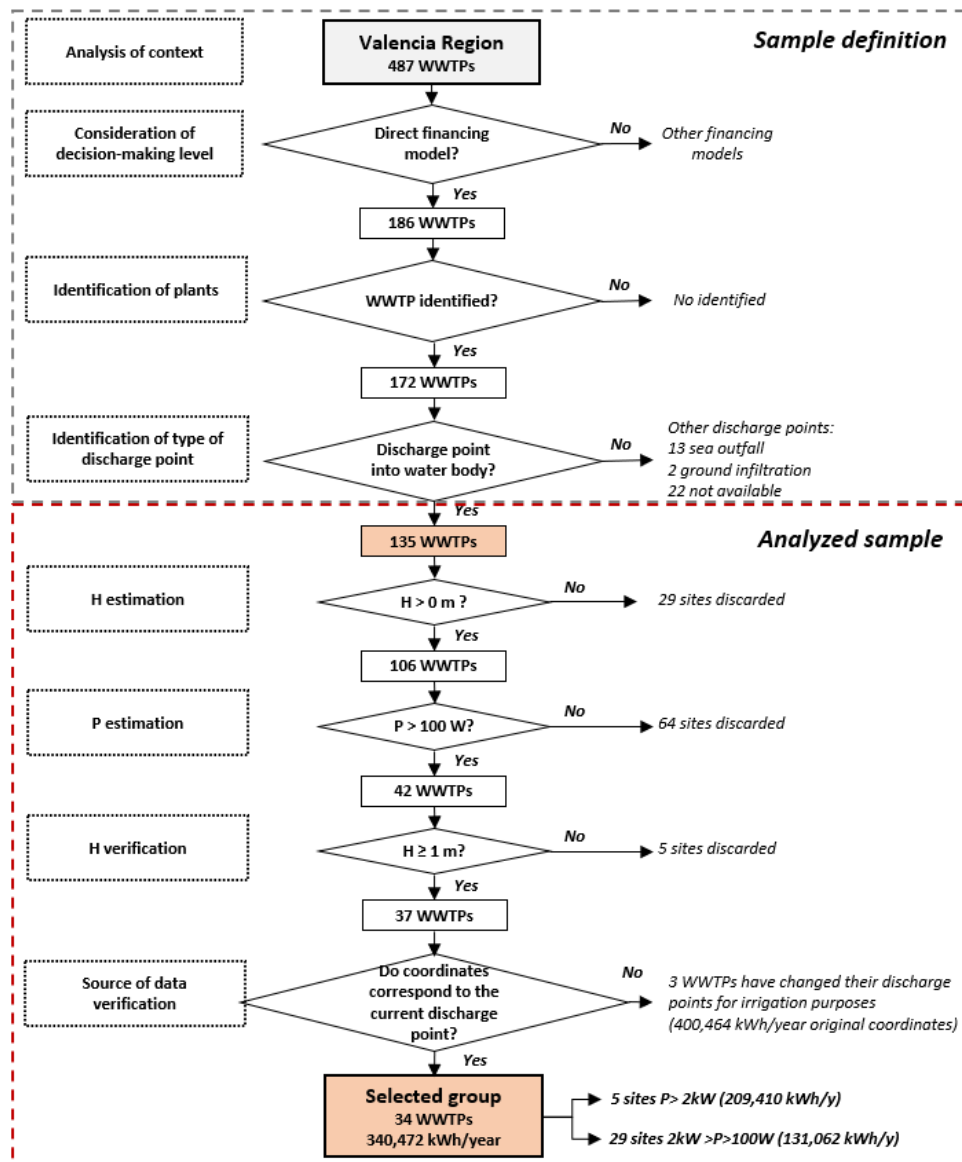 Analysis of context
Valencia Region
487 WWTPs
Sample definition
Consideration of
decision-making level
Direct financing
model?
No
Other financing
models
Yes
186 WWTPs
Identification of plants
WWTP identified?
No
No identified
Yes
172 WWTPs
Identification of type of
discharge point
Discharge point
into water body?
No
Other discharge points:
13 sea outfall
2 ground infiltration
22 not available
Yes
135 WWTPs
Analyzed sample
H estimation
H > 0 m ?
No
29 sites discarded
Yes
106 WWTPs
P estimation
P > 100 W?
No
64 sites discarded
Yes
42 WWTPs
H verification
H ≥ 1 m?
No
5 sites discarded
Yes
37 WWTPs
Source of data
verification
Do coordinates
correspond to the
current discharge
point?
No
3 WWTPs have changed their discharge
points for irrigation purposes
(400,464 kWh/year original coordinates)
Yes
Selected group
34 WWTPs
340,472 kWh/year
5 sites P> 2kW (209,410 kWh/y)
29 sites 2kW >P>100W (131,062 kWh/y)